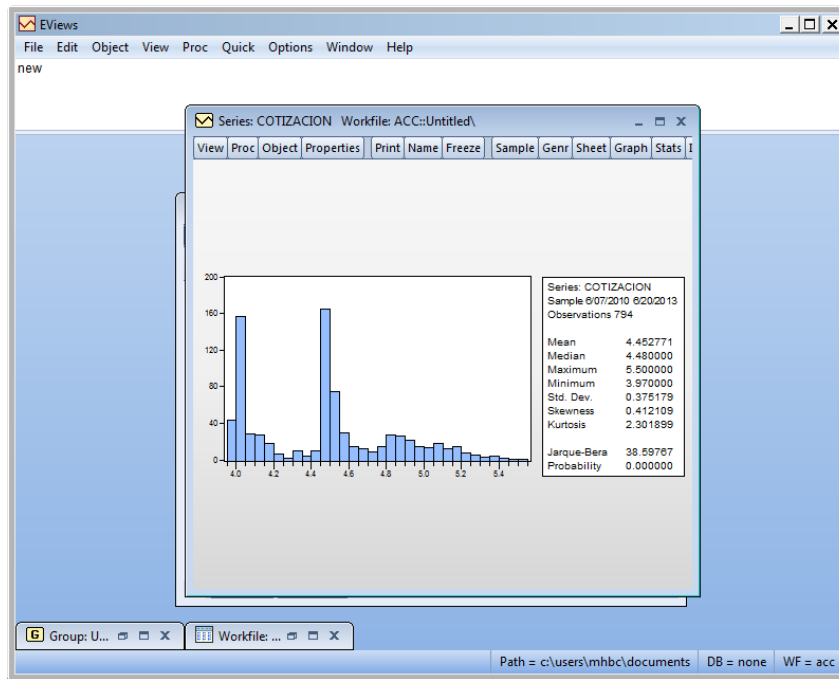 EViews
File Edit Object View Proc Quick Options Window Help
new
Series: COTIZACION Workfile: ACC::Untitled\
View Proc Object Properties Print Name Freeze Sample Genr Sheet Graph Stats
200
160
120
80
40
0
4.0 4.2 4.4 4.6 4.8 5.0 5.2 5.4
Series: COTIZACION
Sample 6/07/2010 6/20/2013
Observations 794
Mean 4.452771
Median 4.480000
Maximum 5.500000
Minimum 3.970000
Std. Dev. 0.375179
Skewness 0.412109
Kurtosis 2.301899
Jarque-Bera 38.59767
Probability 0.000000
G Group: U... Workfile: ...
Path = c:\users\mhbc\documents DB = none WF = acc